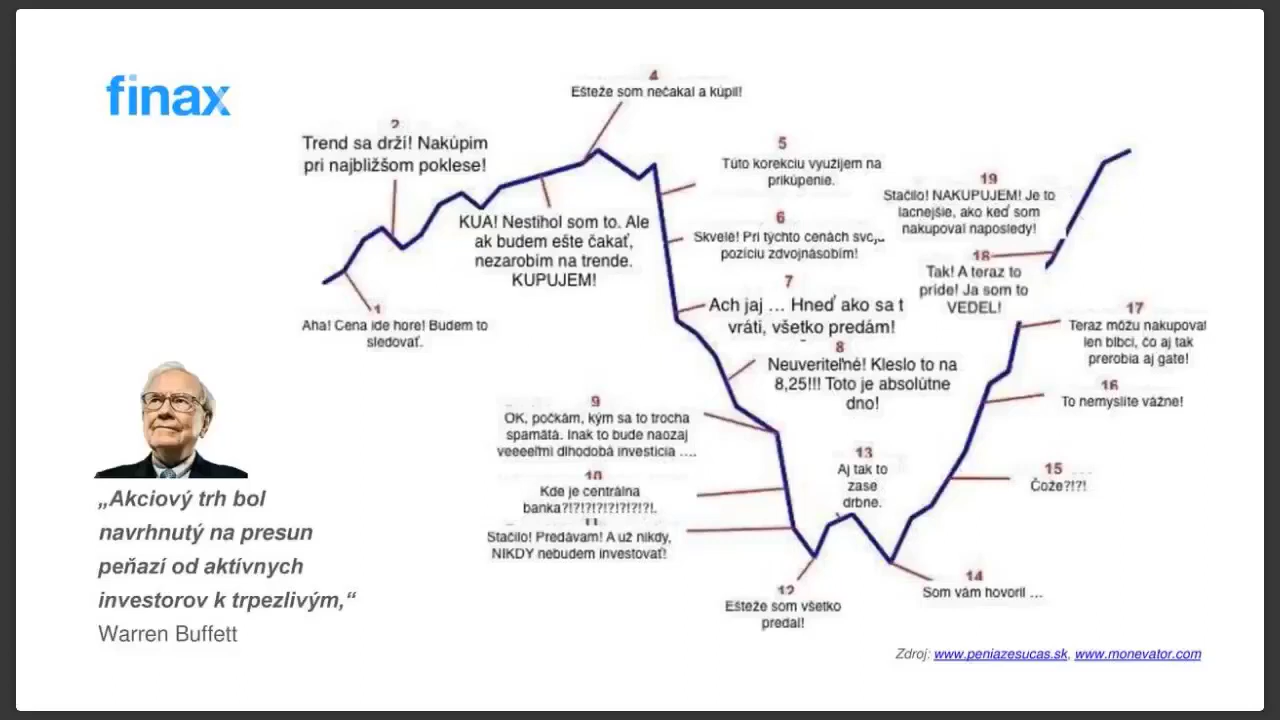 finax
4
Ešteže som nečakal a kúpil!
2
Trend sa drží! Nakúpim
pri najbližšom poklese!
KUA! Nestihol som to. Ale
ak budem ešte čakať,
nezarobím na trende.
KUPUJEM!
1
Aha! Cena ide hore! Budem to
sledovať.
5
Túto korekciu využijem na
prikúpenie.
6
Skvelé! Pri týchto cenách svoju
pozíciu zdvojnásobím!
7
Ach jaj ... Hneď ako sa t
vráti, všetko predám!
8
Neuveriteľné! Kleslo to na
8,25!!! Toto je absolútne
dno!
9
OK, počkám, kým sa to trocha
spamätá. Inak to bude naozaj
veeeeľmi dlhodobá investícia ....
10
Kde je centrálna
banka?!?!?!?!?!?!?!.
11
Stačilo! Predávam! A už nikdy,
NIKDY nebudem investovať!
12
Ešteže som všetko
predal!
13
Aj tak to
zase
drbne.
14
Som vám hovoril ...
15
Čože?!?!
16
To nemyslíte vážne!
17
Teraz môžu nakupovať
len blbci, čo aj tak
prerobia aj gate!
18
Tak! A teraz to
príde! Ja som to
VEDEL!
19
Stačilo! NAKUPUJEM! Je to
lacnejšie, ako keď som
nakupoval naposledy!
„Akciový trh bol
navrhnutý na presun
peňazí od aktívnych
investorov k trpezlivým,“
Warren Buffett
Zdroj: www.peniazesucas.sk, www.monevator.com